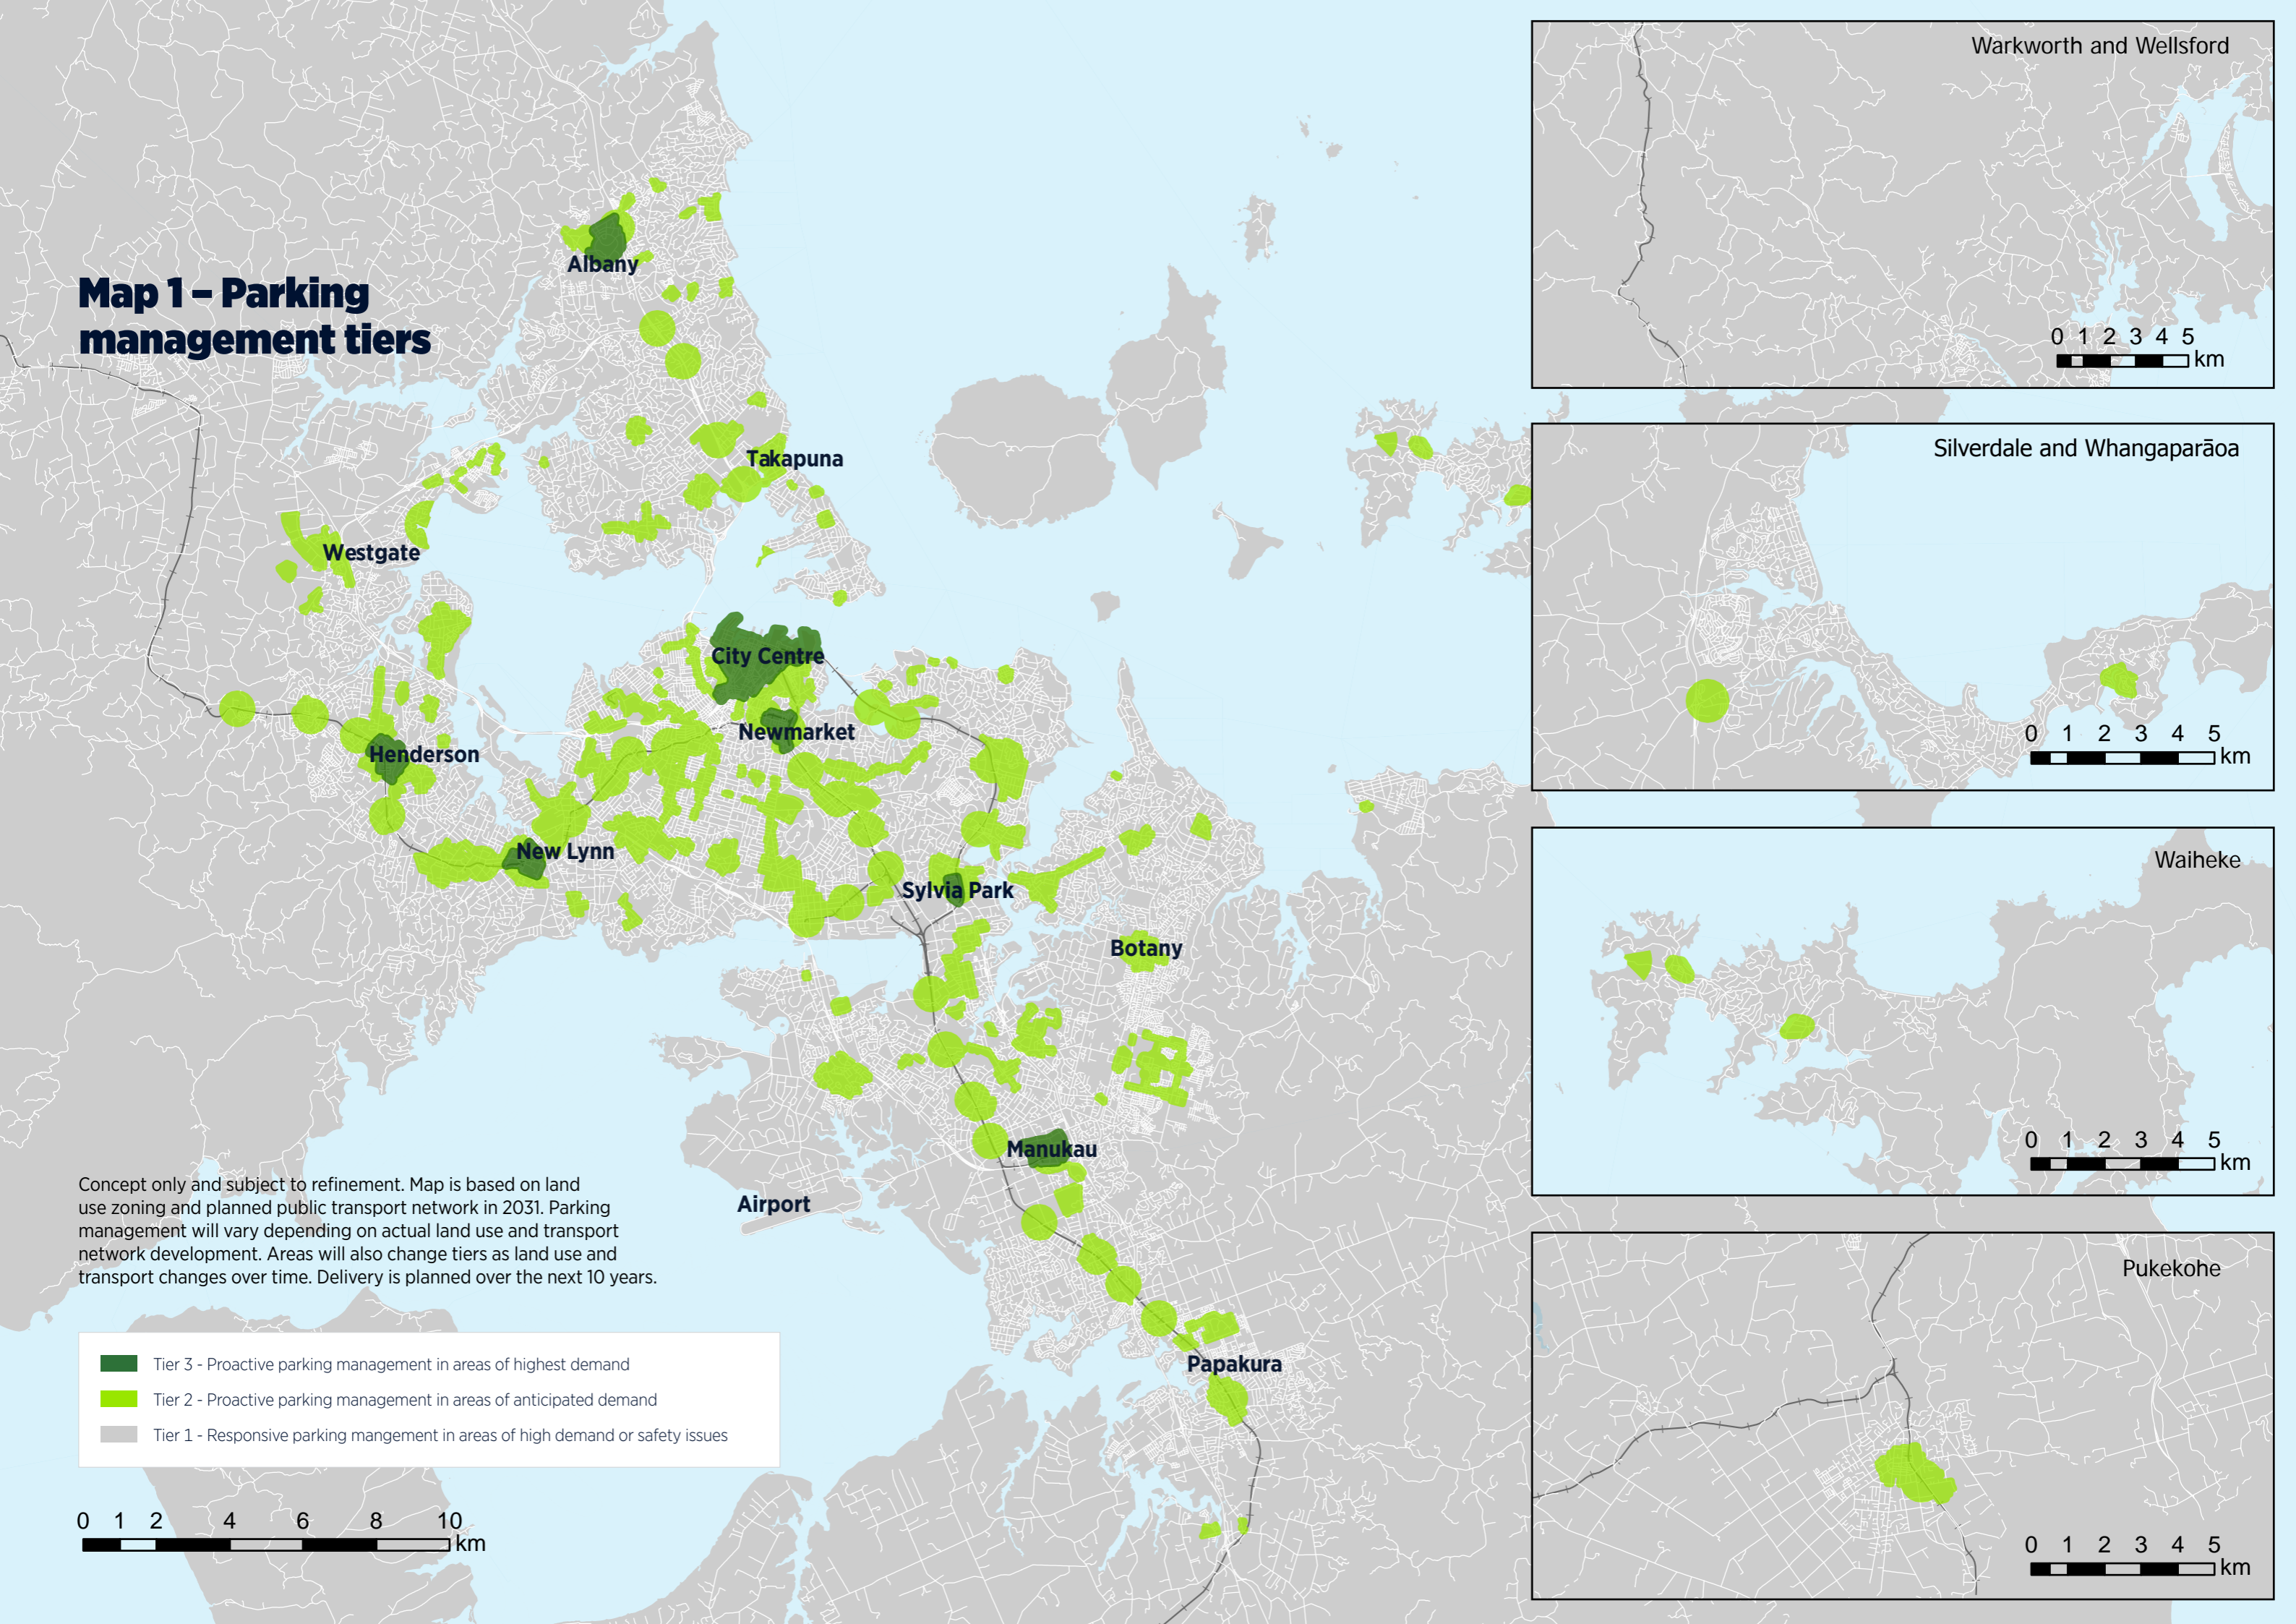 Map 1 – Parking
management tiers
Albany
Takapuna
Westgate
City Centre
Newmarket
Henderson
New Lynn
Sylvia Park
Botany
Manukau
Airport
Papakura
Concept only and subject to refinement. Map is based on land
use zoning and planned public transport network in 2031. Parking
management will vary depending on actual land use and transport
network development. Areas will also change tiers as land use and
transport changes over time. Delivery is planned over the next 10 years.
Tier 3 - Proactive parking management in areas of highest demand
Tier 2 - Proactive parking management in areas of anticipated demand
Tier 1 - Responsive parking mangement in areas of high demand or safety issues
0 1 2 4 6 8 10
km
Warkworth and Wellsford
0 1 2 3 4 5
km
Silverdale and Whangaparāoa
0 1 2 3 4 5
km
Waiheke
0 1 2 3 4 5
km
Pukekohe
0 1 2 3 4 5
km